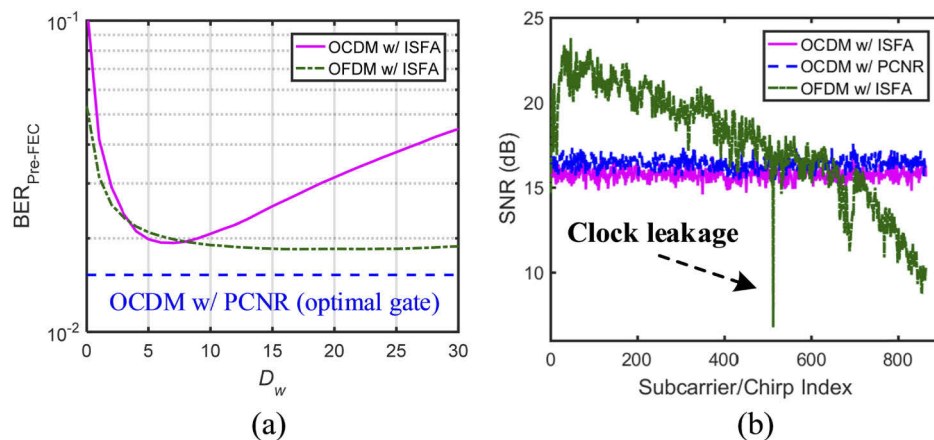 10^{-1}
OCDM w/ ISFA
OFDM w/ ISFA
BER_{Pre-FEC}
OCDM w/ PCNR (optimal gate)
10^{-2}
0 5 10 15 20 25 30
D_w
(a)
OCDM w/ ISFA
OCDM w/ PCNR
OFDM w/ ISFA
25
20
15
10
SNR (dB)
Clock leakage
0 200 400 600 800
Subcarrier/Chirp Index
(b)